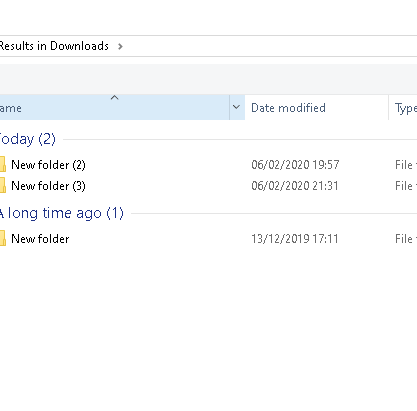 Results in Downloads
ame Date modified Type
Today (2)
New folder (2) 06/02/2020 19:57 File
New folder (3) 06/02/2020 21:31 File
A long time ago (1)
New folder 13/12/2019 17:11 File